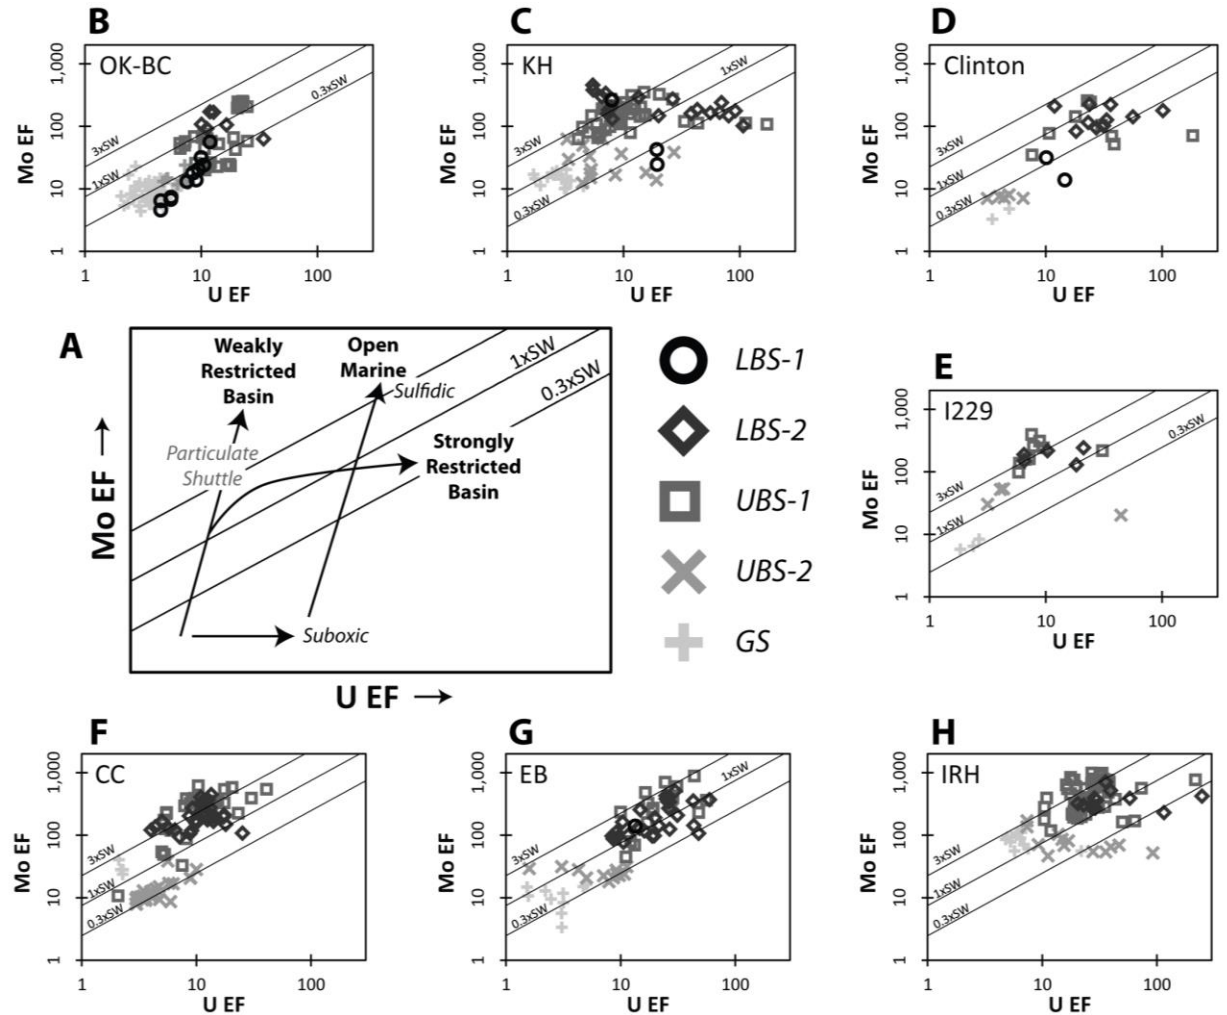 B
OK-BC
Mo EF
1,000
100
10
1
3xSW
1xSW
0.3xSW
1 10 100
U EF
C
KH
Mo EF
1,000
100
10
1
3xSW
1xSW
0.3xSW
1 10 100
U EF
D
Clinton
Mo EF
1,000
100
10
1
3xSW
1xSW
0.3xSW
1 10 100
U EF
A
Weakly
Restricted
Basin
Open
Marine
Sulfidic
1xSW
0.3xSW
Particulate
Shuttle
Strongly
Restricted
Basin
Suboxic
Mo EF
U EF
LBS-1
LBS-2
UBS-1
UBS-2
GS
E
I229
Mo EF
1,000
100
10
1
3xSW
1xSW
0.3xSW
1 10 100
U EF
F
CC
Mo EF
1,000
100
10
1
3xSW
1xSW
0.3xSW
1 10 100
U EF
G
EB
Mo EF
1,000
100
10
1
3xSW
1xSW
0.3xSW
1 10 100
U EF
H
IRH
Mo EF
1,000
100
10
1
3xSW
1xSW
0.3xSW
1 10 100
U EF